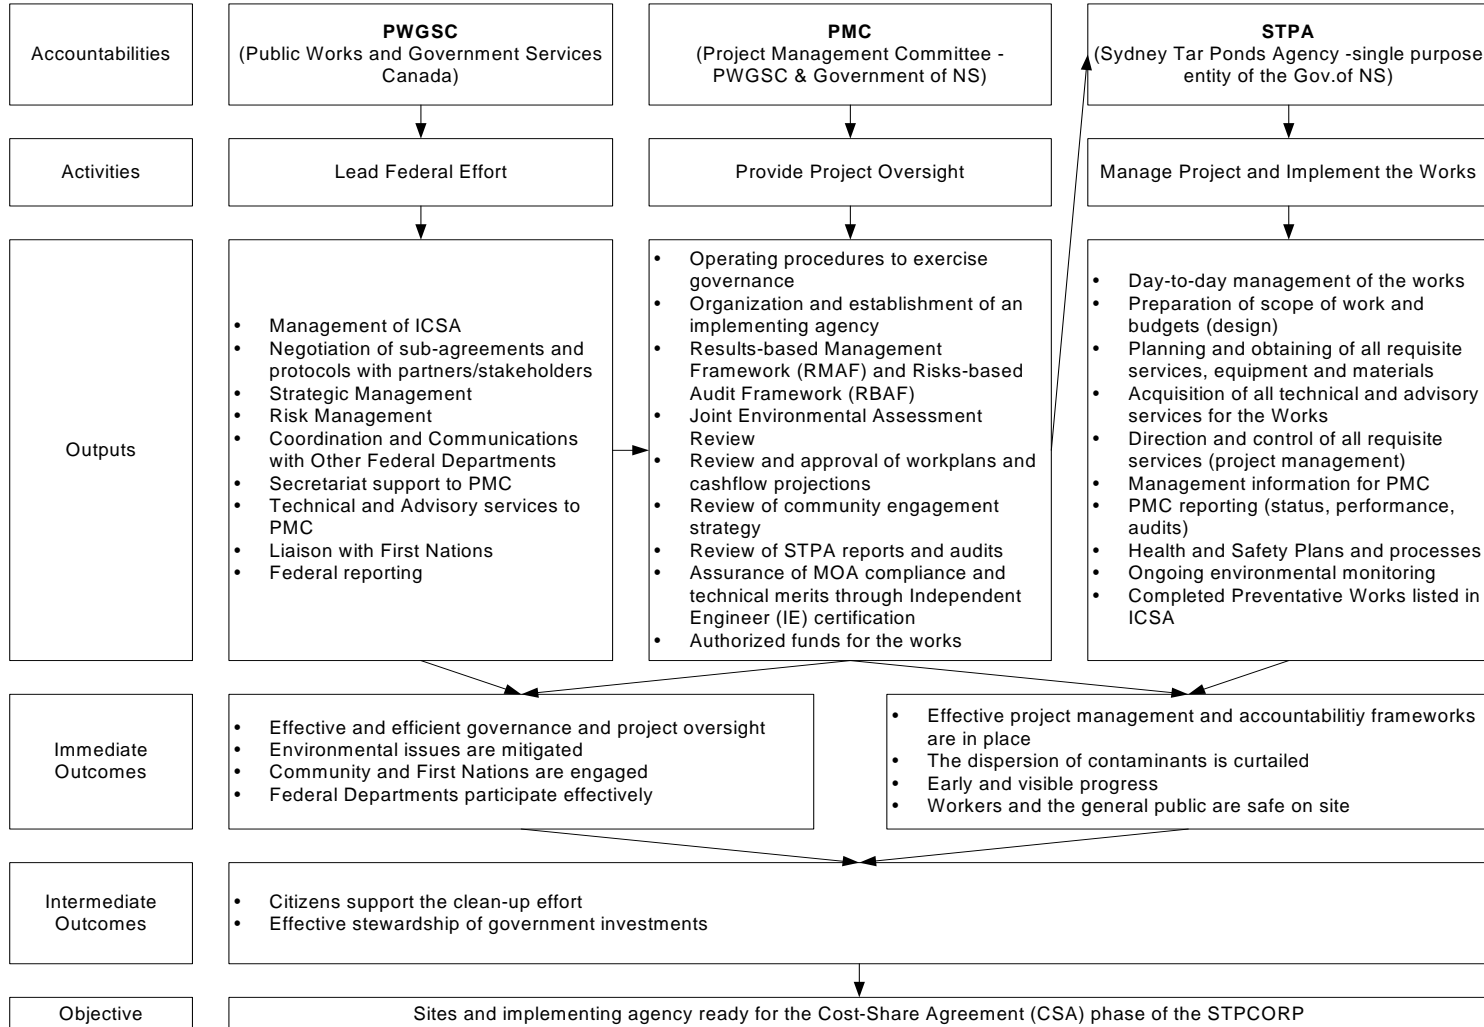 Accountabilities
PWGSC
(Public Works and Government Services
Canada)
PMC
(Project Management Committee -
PWGSC & Government of NS)
STPA
(Sydney Tar Ponds Agency -single purpose
entity of the Gov.of NS)
Activities
Lead Federal Effort
Provide Project Oversight
Manage Project and Implement the Works
Outputs
• Management of ICSA
• Negotiation of sub-agreements and
protocols with partners/stakeholders
• Strategic Management
• Risk Management
• Coordination and Communications
with Other Federal Departments
• Secretariat support to PMC
• Technical and Advisory services to
PMC
• Liaison with First Nations
• Federal reporting
• Operating procedures to exercise
governance
• Organization and establishment of an
implementing agency
• Results-based Management
Framework (RMAF) and Risks-based
Audit Framework (RBAF)
• Joint Environmental Assessment
Review
• Review and approval of workplans and
cashflow projections
• Review of community engagement
strategy
• Review of STPA reports and audits
• Assurance of MOA compliance and
technical merits through Independent
Engineer (IE) certification
• Authorized funds for the works
• Day-to-day management of the works
• Preparation of scope of work and
budgets (design)
• Planning and obtaining of all requisite
services, equipment and materials
• Acquisition of all technical and advisory
services for the Works
• Direction and control of all requisite
services (project management)
• Management information for PMC
• PMC reporting (status, performance,
audits)
• Health and Safety Plans and processes
• Ongoing environmental monitoring
• Completed Preventative Works listed in
ICSA
Immediate
Outcomes
• Effective and efficient governance and project oversight
• Environmental issues are mitigated
• Community and First Nations are engaged
• Federal Departments participate effectively
• Effective project management and accountabilitiy frameworks
are in place
• The dispersion of contaminants is curtailed
• Early and visible progress
• Workers and the general public are safe on site
Intermediate
Outcomes
• Citizens support the clean-up effort
• Effective stewardship of government investments
Objective
Sites and implementing agency ready for the Cost-Share Agreement (CSA) phase of the STPCORP